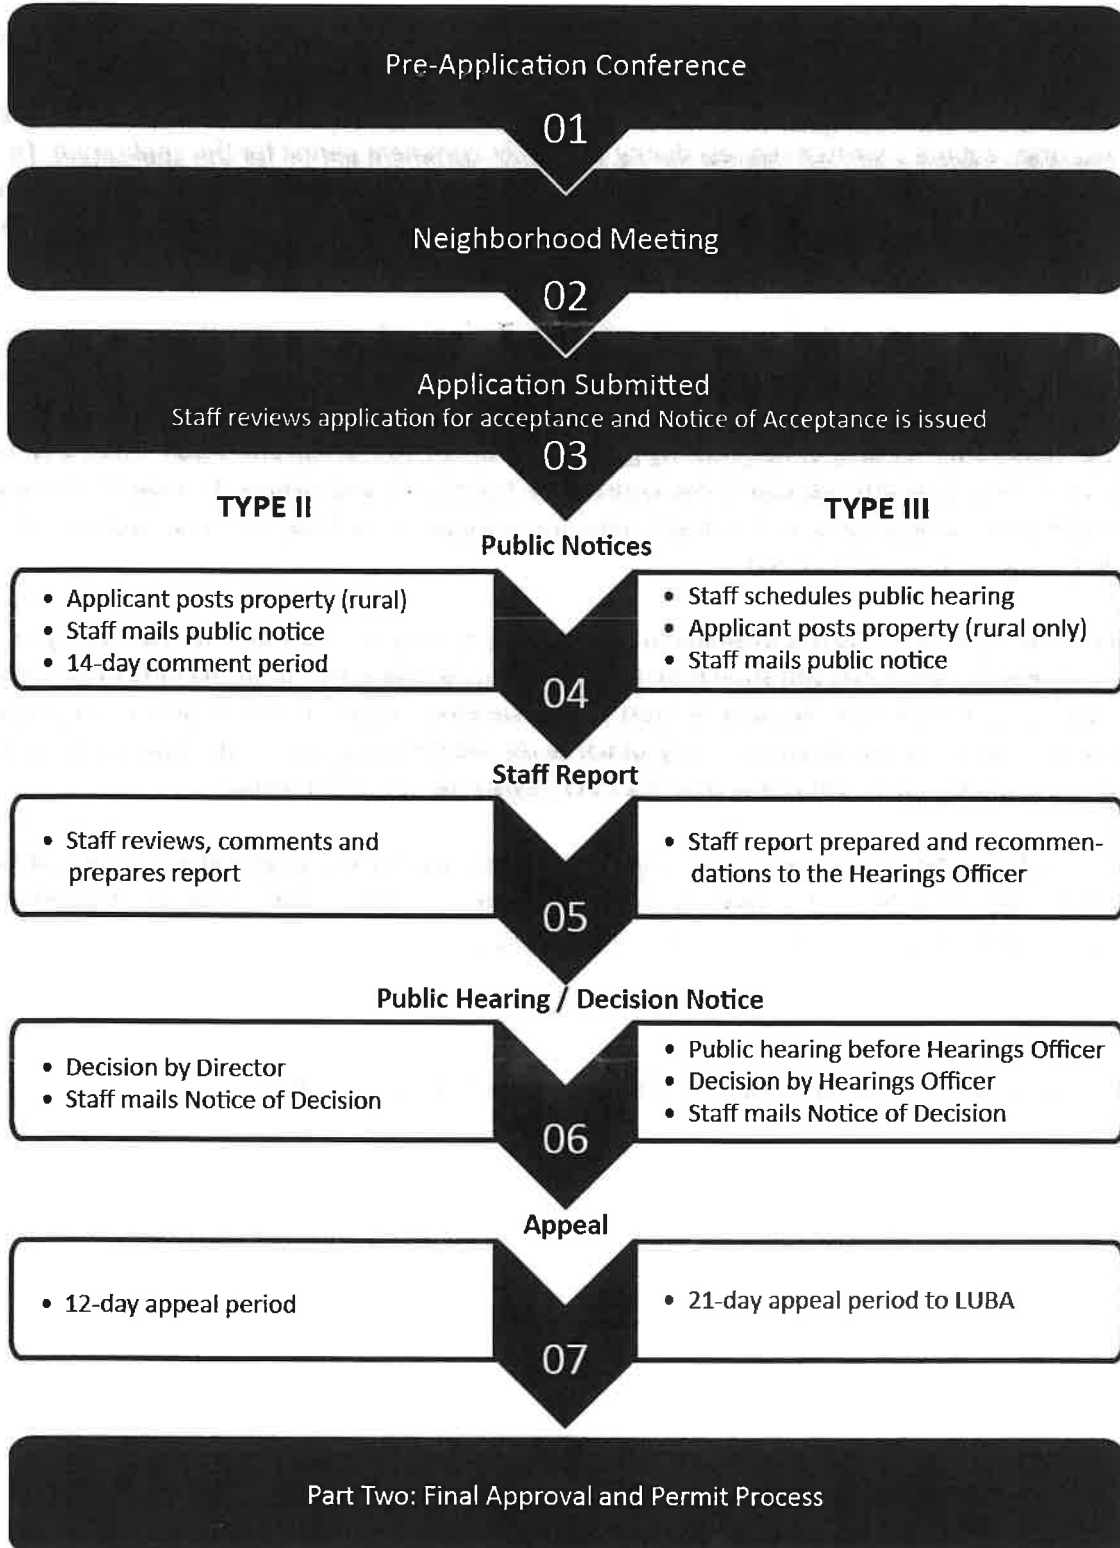 Pre-Application Conference
01
Neighborhood Meeting
02
Application Submitted
Staff reviews application for acceptance and Notice of Acceptance is issued
03
TYPE II
TYPE III
Public Notices
• Applicant posts property (rural)
• Staff mails public notice
• 14-day comment period
04
• Staff schedules public hearing
• Applicant posts property (rural only)
• Staff mails public notice
Staff Report
• Staff reviews, comments and
prepares report
05
• Staff report prepared and recommen-
dations to the Hearings Officer
Public Hearing / Decision Notice
• Decision by Director
• Staff mails Notice of Decision
06
• Public hearing before Hearings Officer
• Decision by Hearings Officer
• Staff mails Notice of Decision
Appeal
• 12-day appeal period
07
• 21-day appeal period to LUBA
Part Two: Final Approval and Permit Process